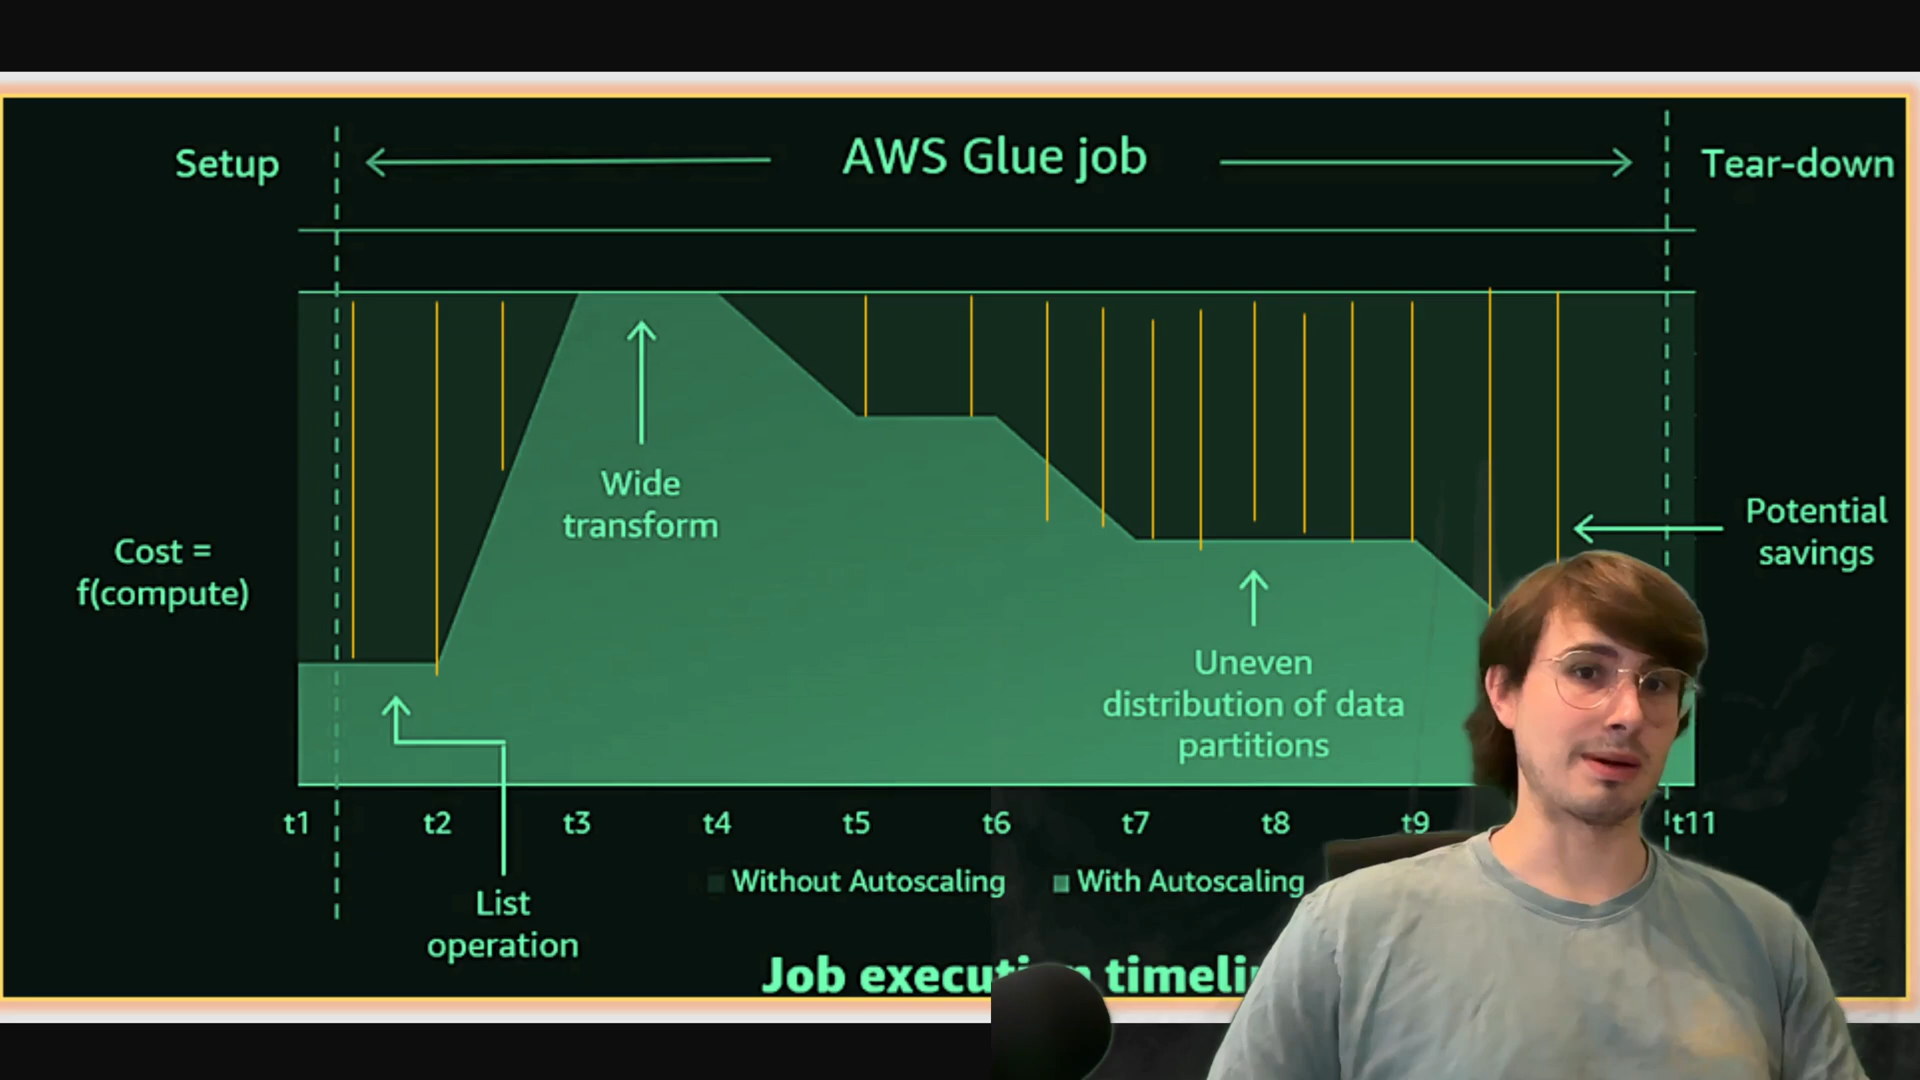 Setup
AWS Glue job
Tear-down
Cost =
f(compute)
Wide
transform
Potential
savings
Uneven
distribution of data
partitions
t1
t2
t3
t4
t5
t6
t7
t8
t9
t11
Without Autoscaling
With Autoscaling
List
operation
Job